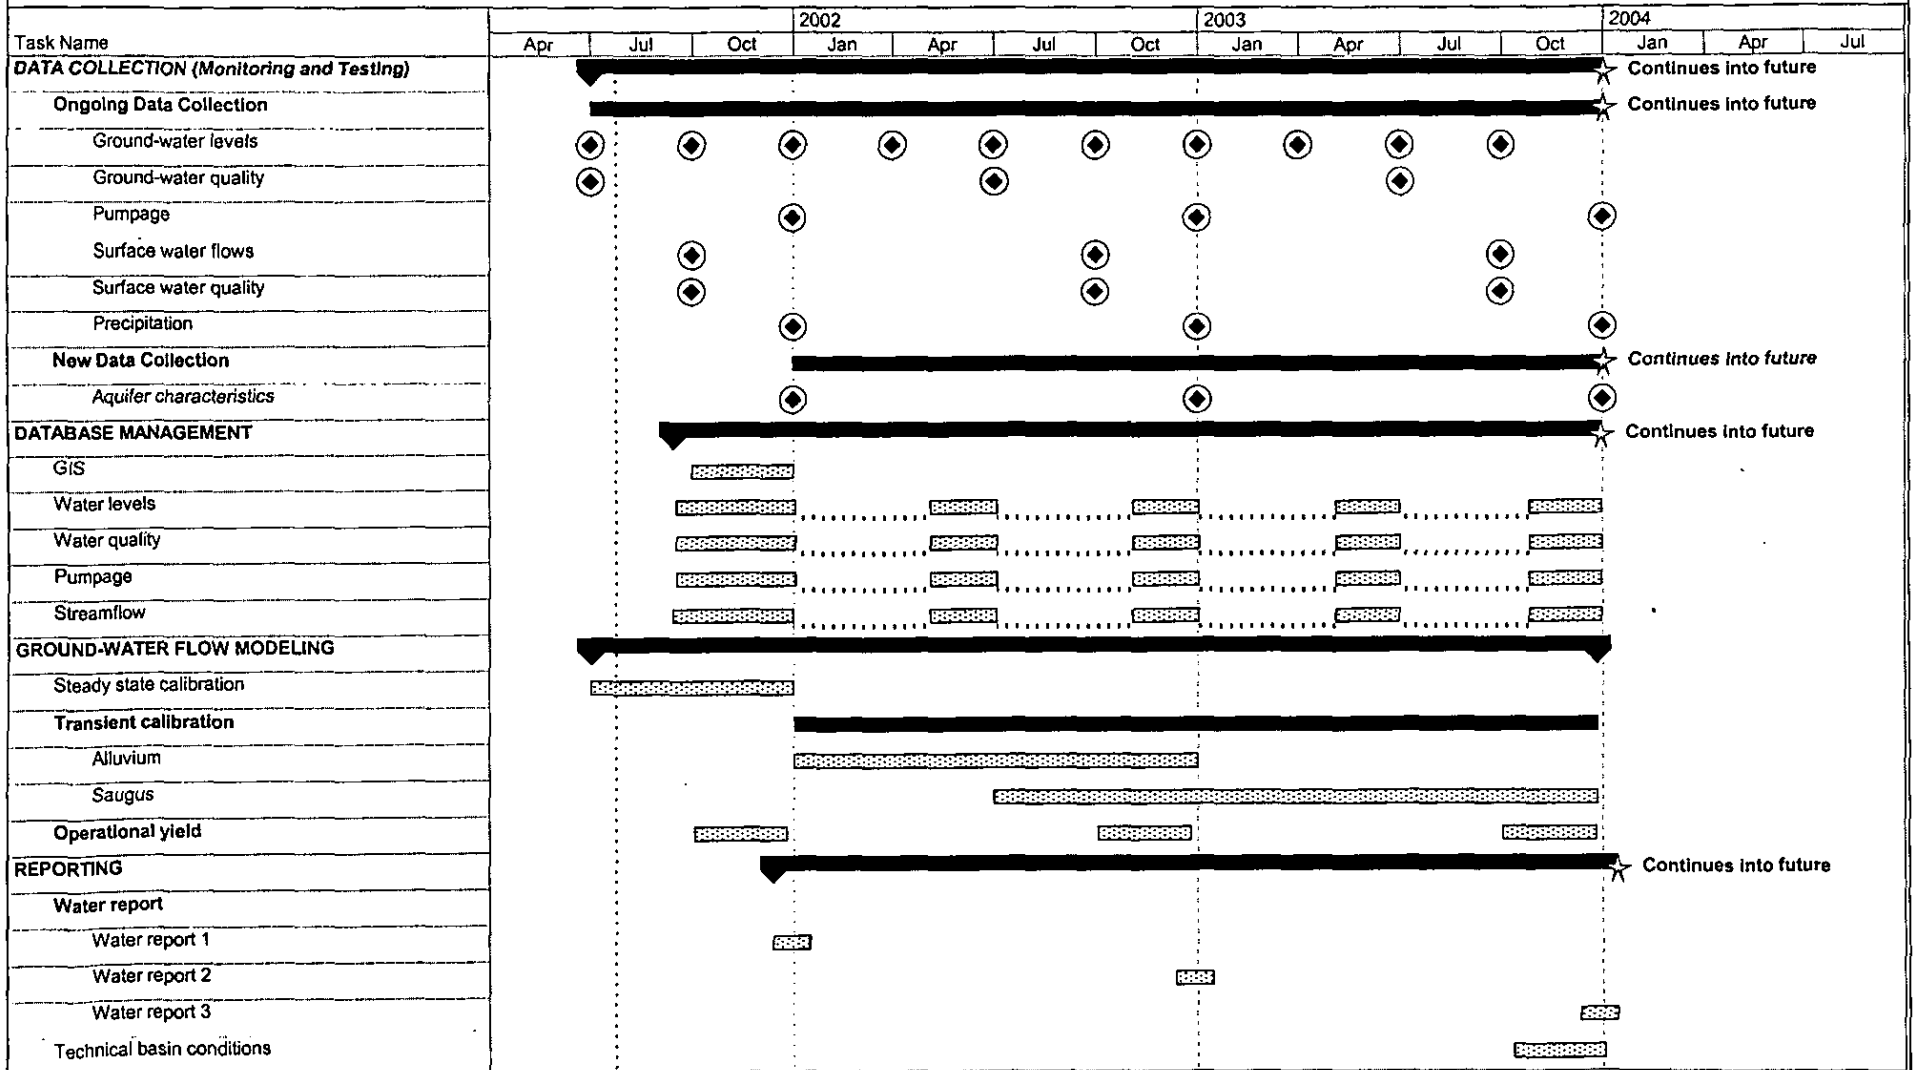 2002 2003 2004
Task Name Apr Jul Oct Jan Apr Jul Oct Jan Apr Jul Oct Jan Apr Jul
DATA COLLECTION (Monitoring and Testing) Continues into future
Ongoing Data Collection Continues into future
Ground-water levels
Ground-water quality
Pumpage
Surface water flows
Surface water quality
Precipitation
New Data Collection Continues into future
Aquifer characteristics
DATABASE MANAGEMENT Continues into future
GIS
Water levels
Water quality
Pumpage
Streamflow
GROUND-WATER FLOW MODELING
Steady state calibration
Transient calibration
Alluvium
Saugus
Operational yield
REPORTING Continues into future
Water report
Water report 1
Water report 2
Water report 3
Technical basin conditions